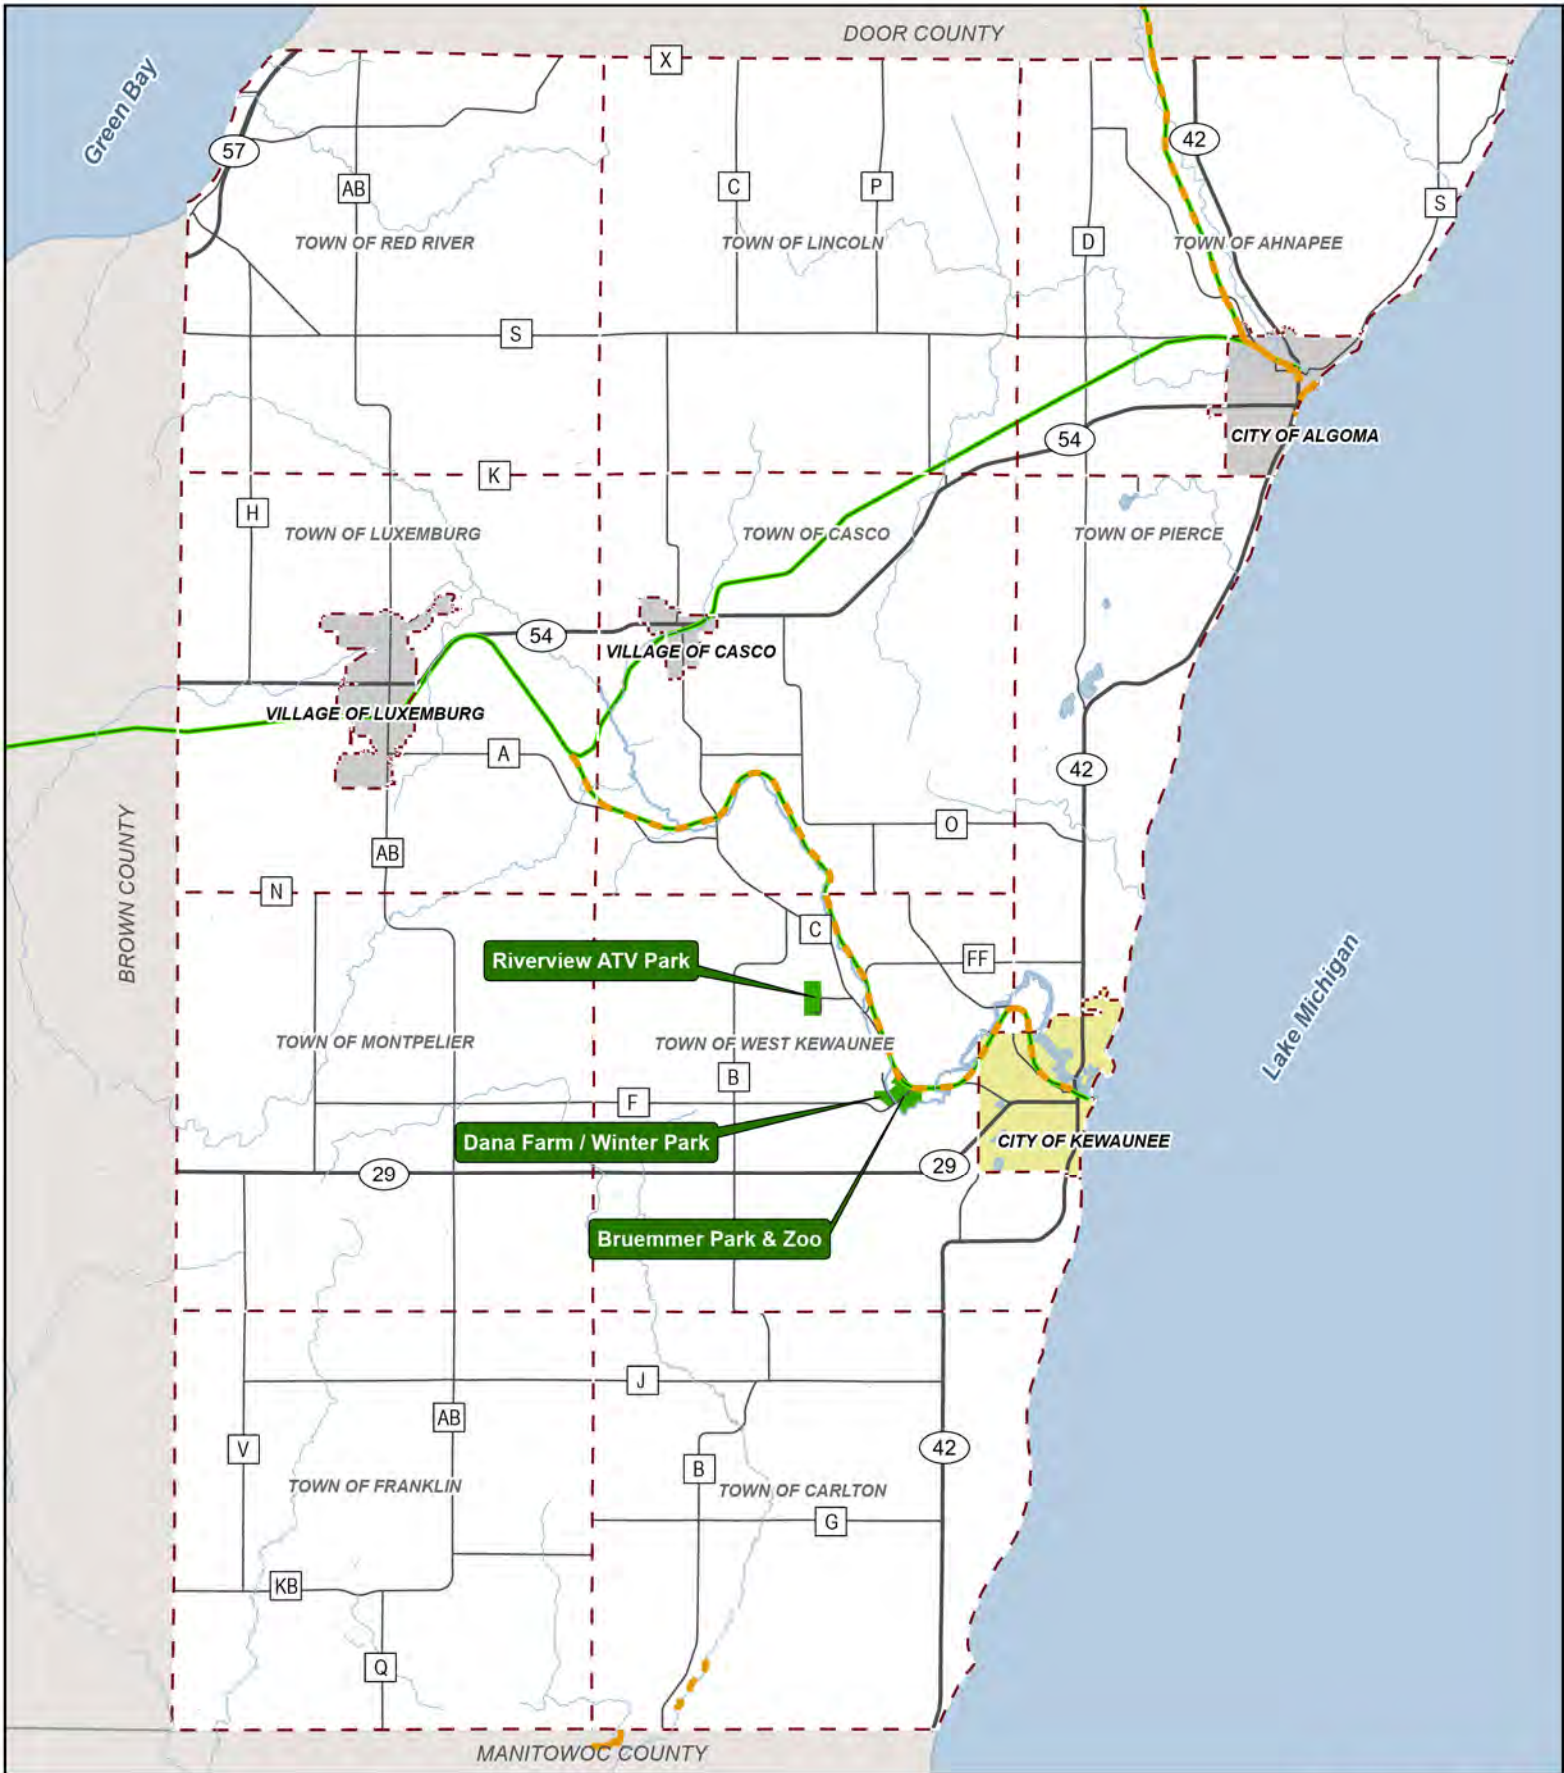 DOOR COUNTY
X
Green Bay
57
42
AB
C
P
S
D
TOWN OF RED RIVER
TOWN OF LINCOLN
TOWN OF AHNAPEE
S
54
CITY OF ALGOMA
K
H
TOWN OF LUXEMBURG
TOWN OF CASCO
TOWN OF PIERCE
54
VILLAGE OF CASCO
VILLAGE OF LUXEMBURG
A
42
O
AB
BROWN COUNTY
N
C
Riverview ATV Park
FF
Lake Michigan
TOWN OF MONTPELIER
TOWN OF WEST KEWAUNEE
B
F
Dana Farm / Winter Park
CITY OF KEWAUNEE
29
29
Bruemmer Park & Zoo
J
AB
V
42
B
TOWN OF FRANKLIN
TOWN OF CARLTON
G
KB
Q
MANITOWOC COUNTY